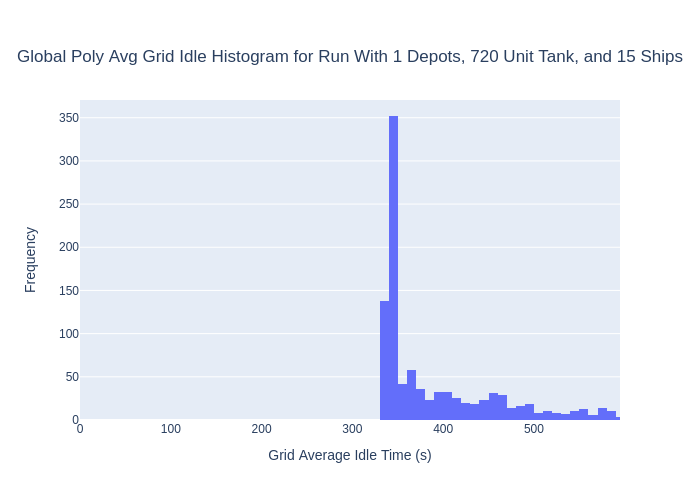 Global Poly Avg Grid Idle Histogram for Run With 1 Depots, 720 Unit Tank, and 15 Ships
350
300
250
200
150
100
50
0
Frequency
0 100 200 300 400 500
Grid Average Idle Time (s)